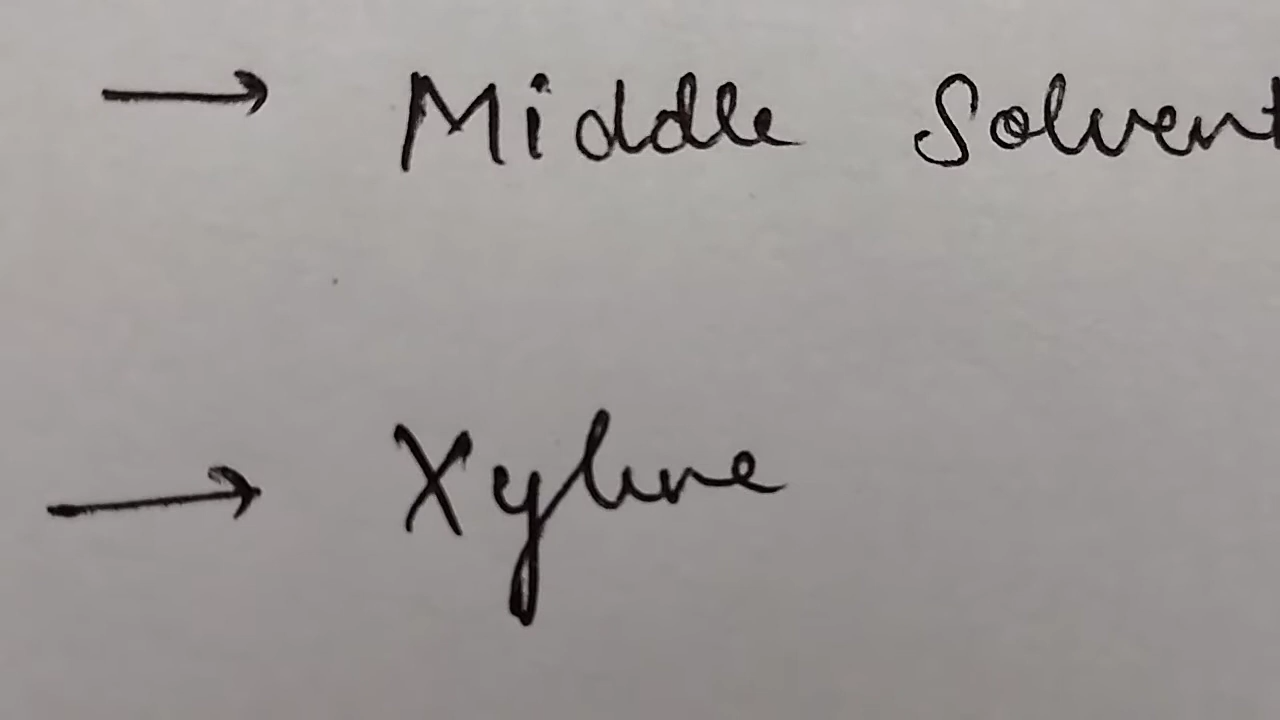 → Middle Solvent
→ Xylene